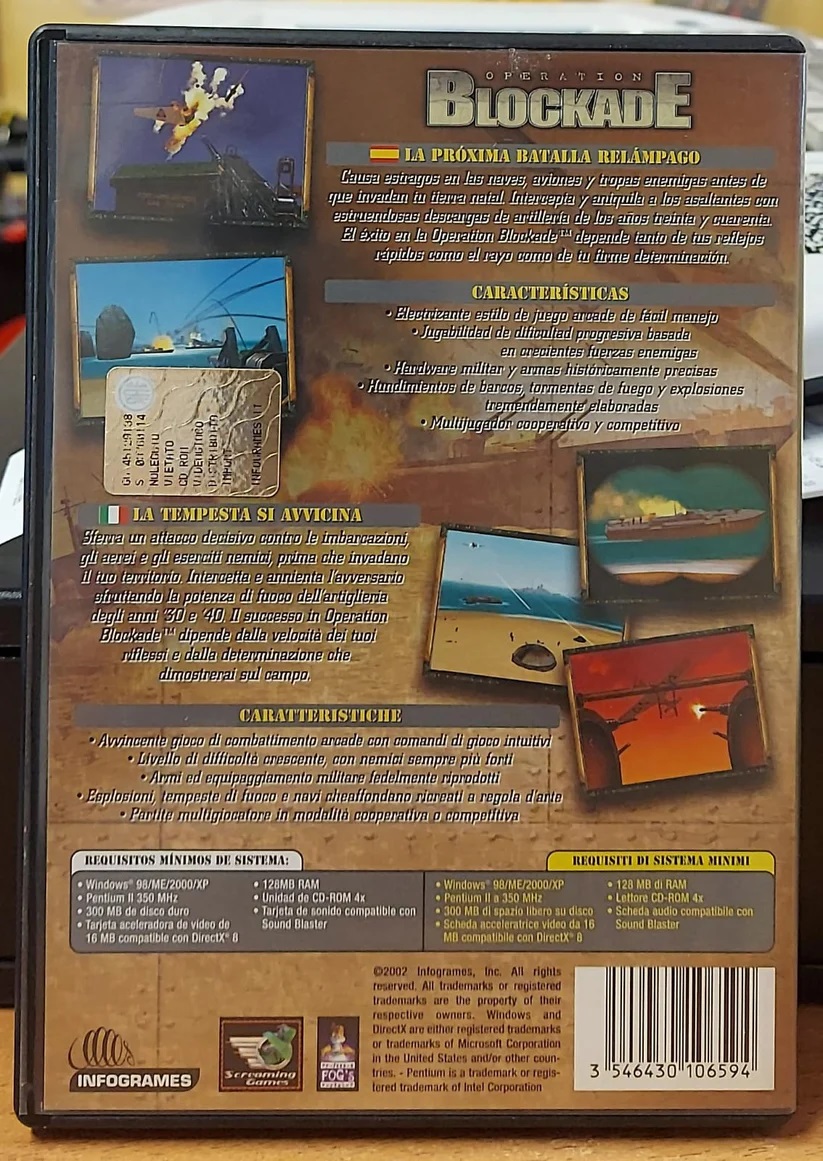 OPERATION
BLOCKADE
LA PRÓXIMA BATALLA RELÁMPAGO
Causa estragos en las naves, aviones y tropas enemigas antes de
que invadan tu tierra natal. Intercepta y aniquila a los asaltantes con
estruendosas descargas de artillería de los años treinta y cuarenta.
El éxito en la Operation Blockade™ depende tanto de tus reflejos
rápidos como el rayo como de tu firme determinación.
CARACTERÍSTICAS
• Electrizante estilo de juego arcade de fácil manejo
• Jugabilidad de dificultad progresiva basada
en crecientes fuerzas enemigas
• Hardware militar y armas históricamente precisas
• Hundimientos de barcos, tormentas de fuego y explosiones
tremendamente elaboradas
• Multijugador cooperativo y competitivo
NOLEGGIO
VIETATO
CD ROM
VIDEOGIOCO
LA TEMPESTA SI AVVICINA
Sferra un attacco decisivo contro le imbarcazioni,
gli aerei e gli eserciti nemici, prima che invadano
il tuo territorio. Intercetta e annienta l'avversario
sfruttando la potenza di fuoco dell'artiglieria
degli anni '30 e '40. Il successo in Operation
Blockade™ dipende dalla velocità dei tuoi
riflessi e dalla determinazione che
dimostrerai sul campo.
CARATTERISTICHE
• Avvincente gioco di combattimento arcade con comandi di gioco intuitivi
• Livello di difficoltà crescente, con nemici sempre più forti
• Armi ed equipaggiamento militare fedelmente riprodotti
• Esplosioni, tempeste di fuoco e navi cheaffondano ricreati a regola d'arte
• Partite multigiocatore in modalità cooperativa o competitiva
REQUISITOS MÍNIMOS DE SISTEMA:
• Windows® 98/ME/2000/XP
• Pentium II 350 MHz
• 300 MB de disco duro
• Tarjeta aceleradora de video de
16 MB compatible con DirectX® 8
• 128MB RAM
• Unidad de CD-ROM 4x
• Tarjeta de sonido compatible con
Sound Blaster
REQUISITI DI SISTEMA MINIMI
• Windows® 98/ME/2000/XP
• Pentium II a 350 MHz
• 300 MB di spazio libero su disco
• Scheda acceleratrice video da 16
MB compatibile con DirectX® 8
• 128 MB di RAM
• Lettore CD-ROM 4x
• Scheda audio compatibile con
Sound Blaster
©2002 Infogrames, Inc. All rights
reserved. All trademarks or registered
trademarks are the property of their
respective owners. Windows and
DirectX are either registered trademarks
or trademarks of Microsoft Corporation
in the United States and/or other coun-
tries. - Pentium is a trademark or regis-
tered trademark of Intel Corporation
INFOGRAMES
Screaming
Games
FOG'S
3 546430 106594